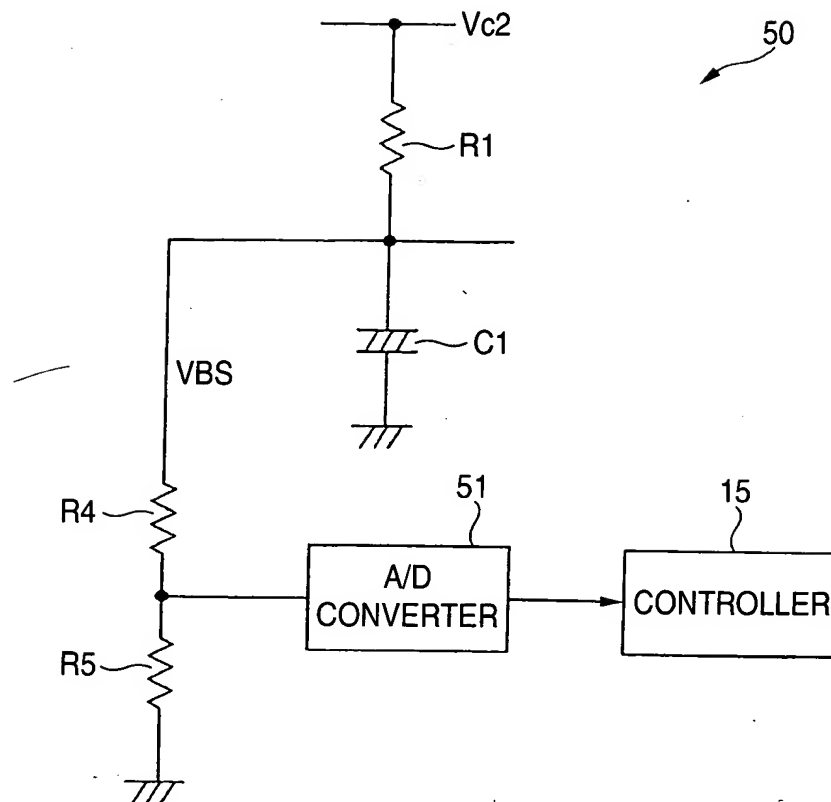 Vc2
50
R1
C1
VBS
R4
51
15
A/D
CONVERTER
CONTROLLER
R5